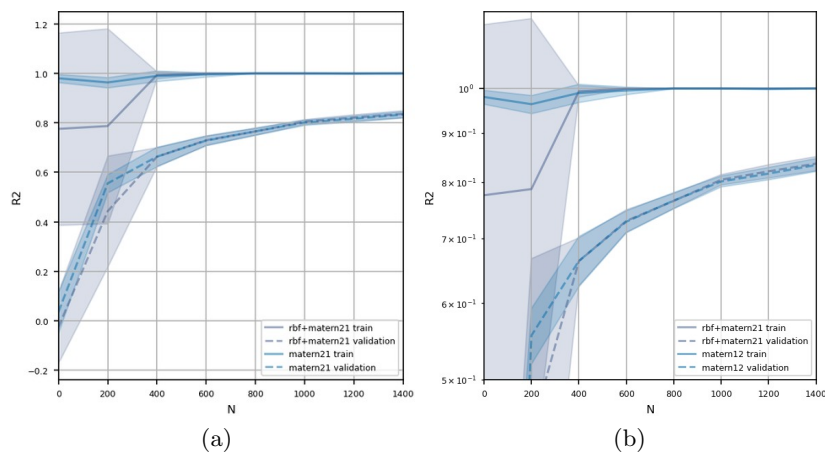 1.2
1.0
0.8
0.6
0.4
0.2
0.0
−0.2
R2
0 200 400 600 800 1000 1200 1400
N
rbf+matern21 train
rbf+matern21 validation
matern21 train
matern21 validation
(a)
10⁰
9 × 10⁻¹
8 × 10⁻¹
7 × 10⁻¹
6 × 10⁻¹
5 × 10⁻¹
R2
0 200 400 600 800 1000 1200 1400
N
rbf+matern21 train
rbf+matern21 validation
matern12 train
matern12 validation
(b)